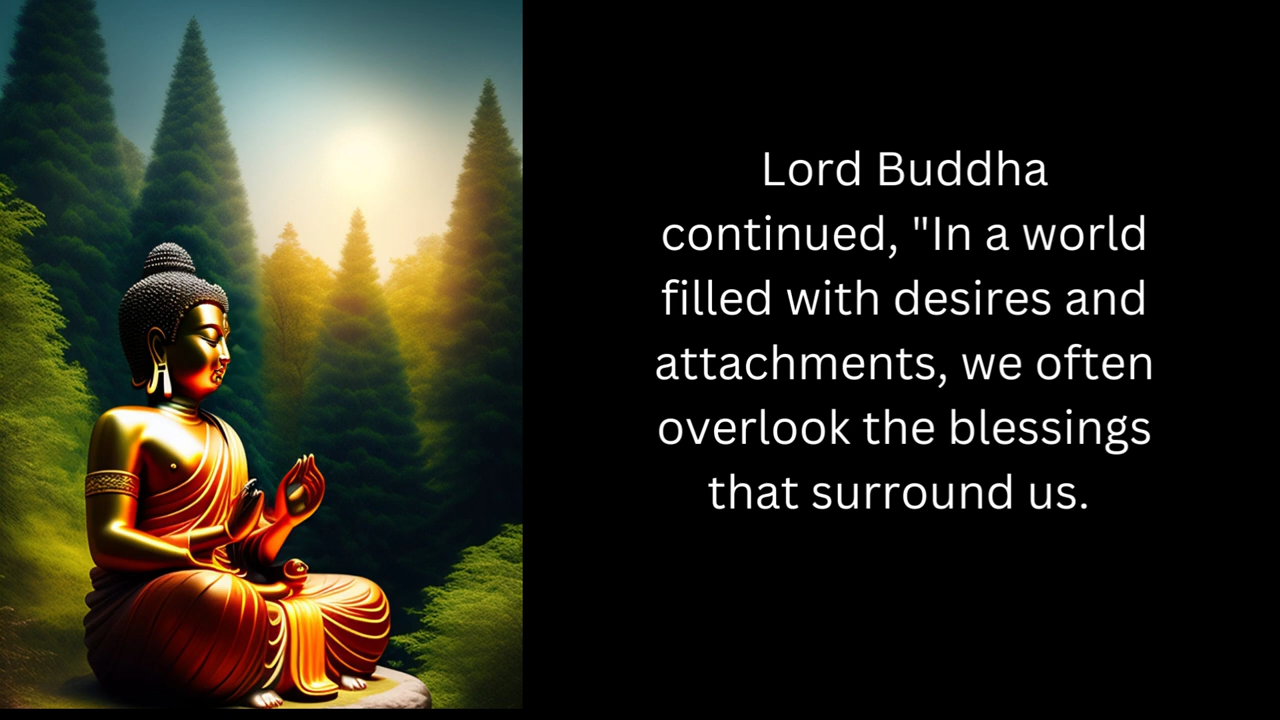 Lord Buddha
continued, "In a world
filled with desires and
attachments, we often
overlook the blessings
that surround us.